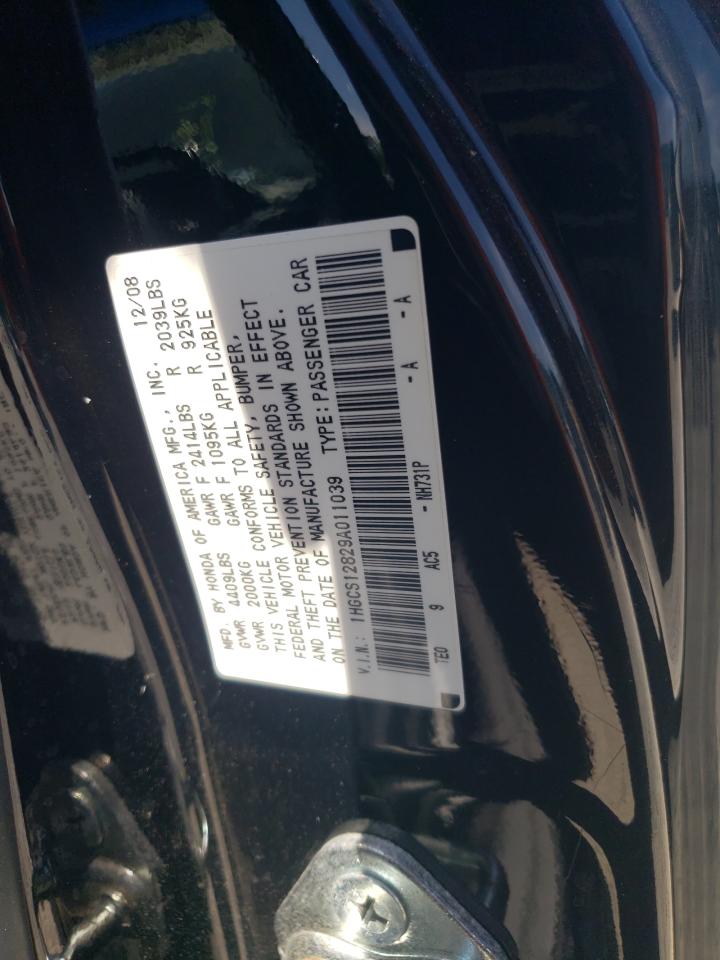 MFD. BY HONDA OF AMERICA MFG., INC. 12/08
GVWR 4409LBS GAWR F 2414LBS R 2039LBS
GVWR 2000KG GAWR F 1095KG R 925KG
THIS VEHICLE CONFORMS TO ALL APPLICABLE
FEDERAL MOTOR VEHICLE SAFETY, BUMPER,
AND THEFT PREVENTION STANDARDS IN EFFECT
ON THE DATE OF MANUFACTURE SHOWN ABOVE.
V.I.N.: 1HGCS12829A011039 TYPE: PASSENGER CAR
TE0 9 AC5 - NH731P - A - A